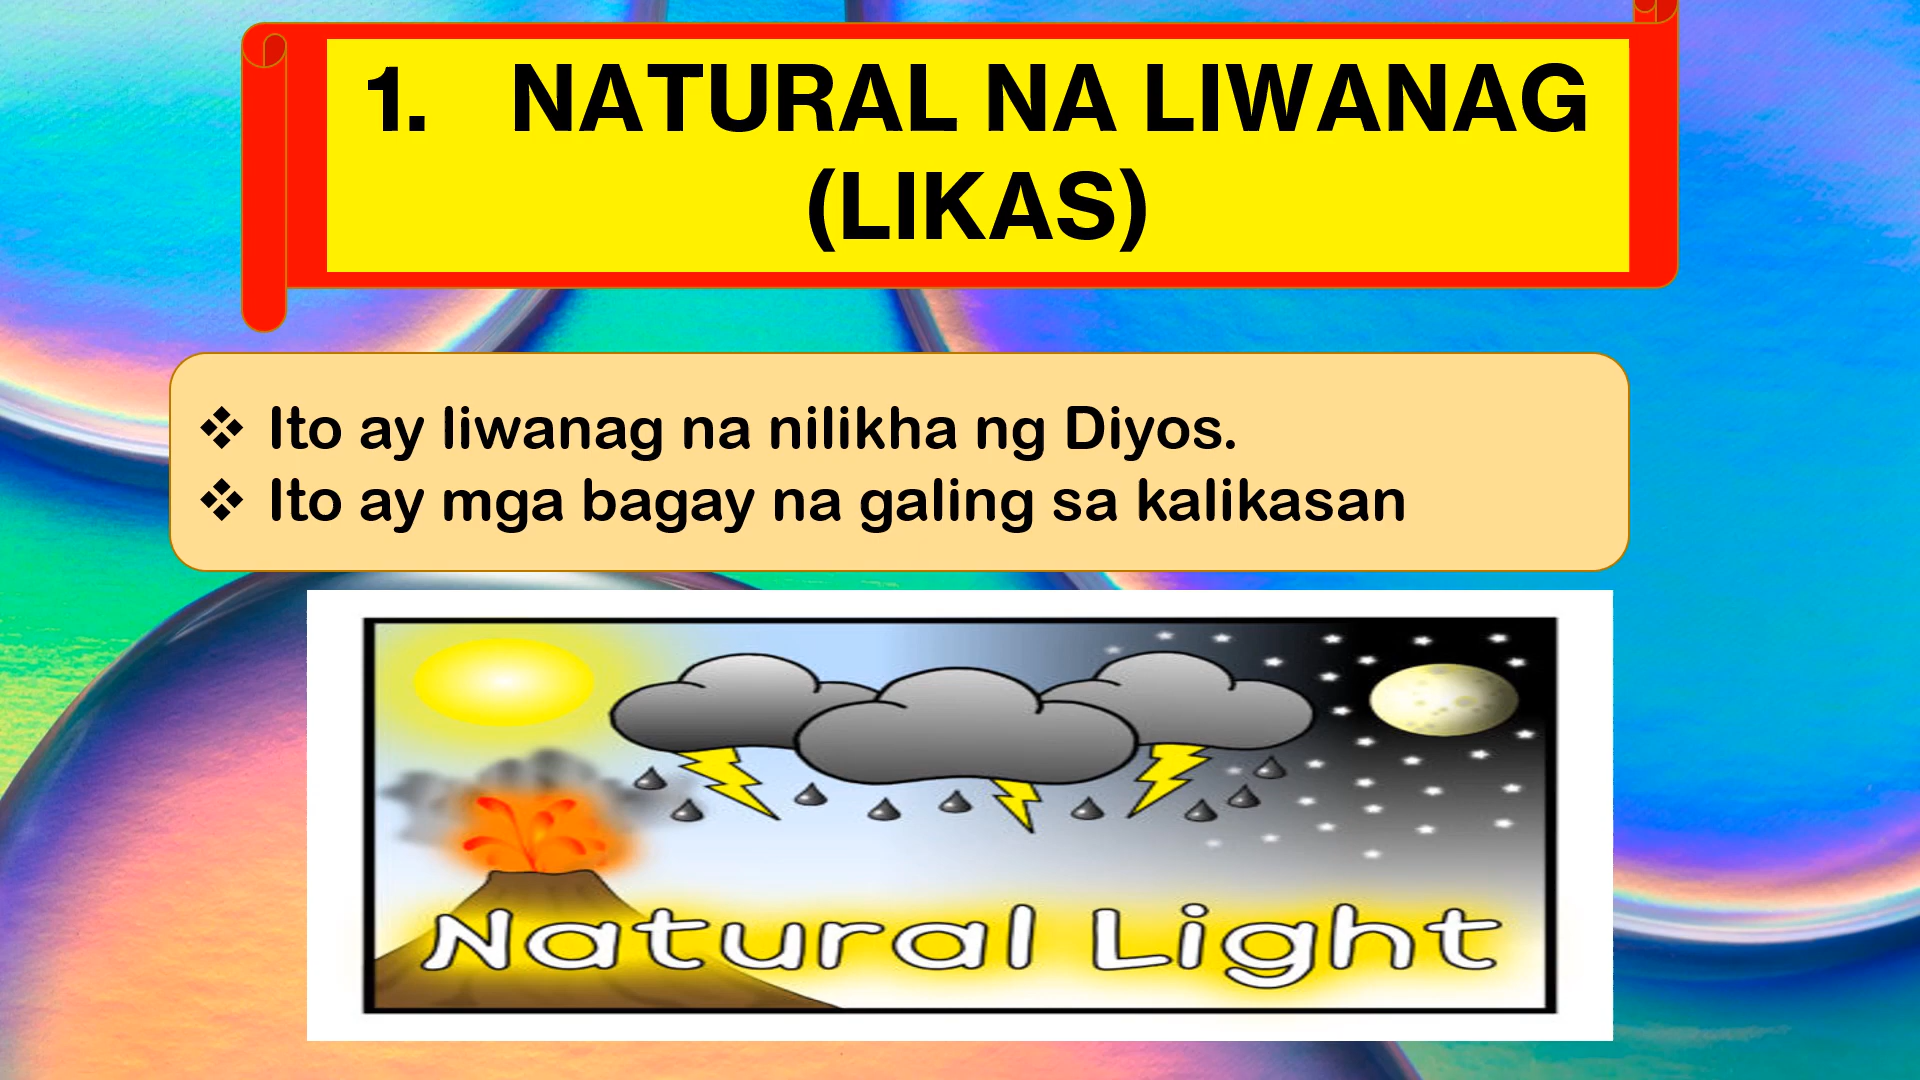 1. NATURAL NA LIWANAG
(LIKAS)
❖ Ito ay liwanag na nilikha ng Diyos.
❖ Ito ay mga bagay na galing sa kalikasan
Natural Light